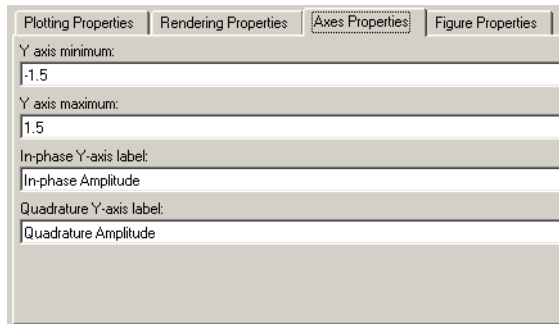 Plotting Properties Rendering Properties Axes Properties Figure Properties
Y axis minimum:
-1.5
Y axis maximum:
1.5
In-phase Y-axis label:
In-phase Amplitude
Quadrature Y-axis label:
Quadrature Amplitude